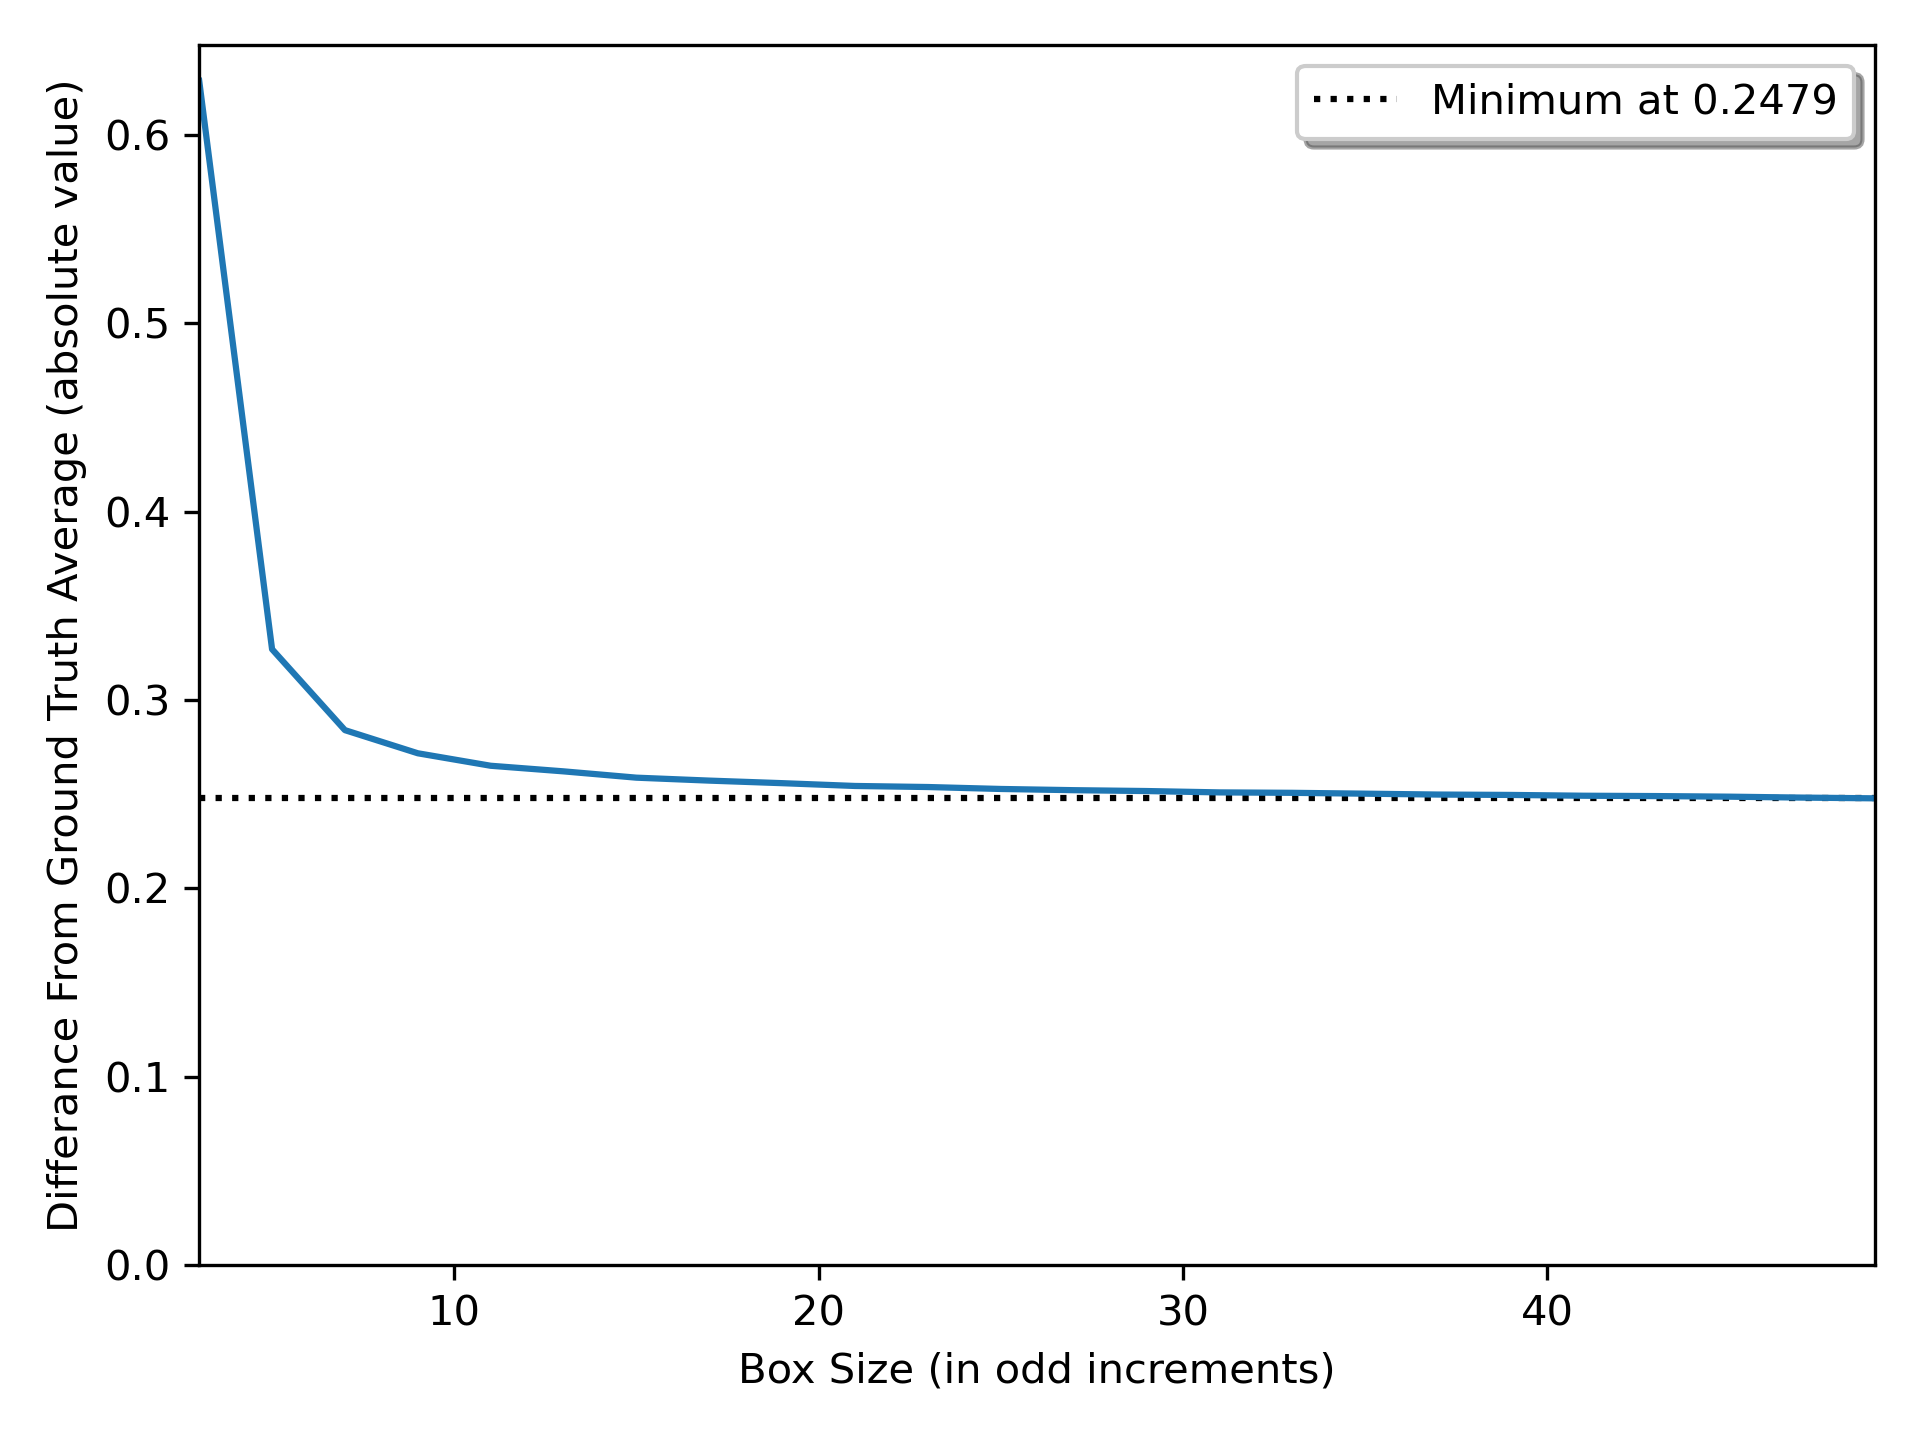 Minimum at 0.2479
Differance From Ground Truth Average (absolute value)
0.6
0.5
0.4
0.3
0.2
0.1
0.0
10 20 30 40
Box Size (in odd increments)